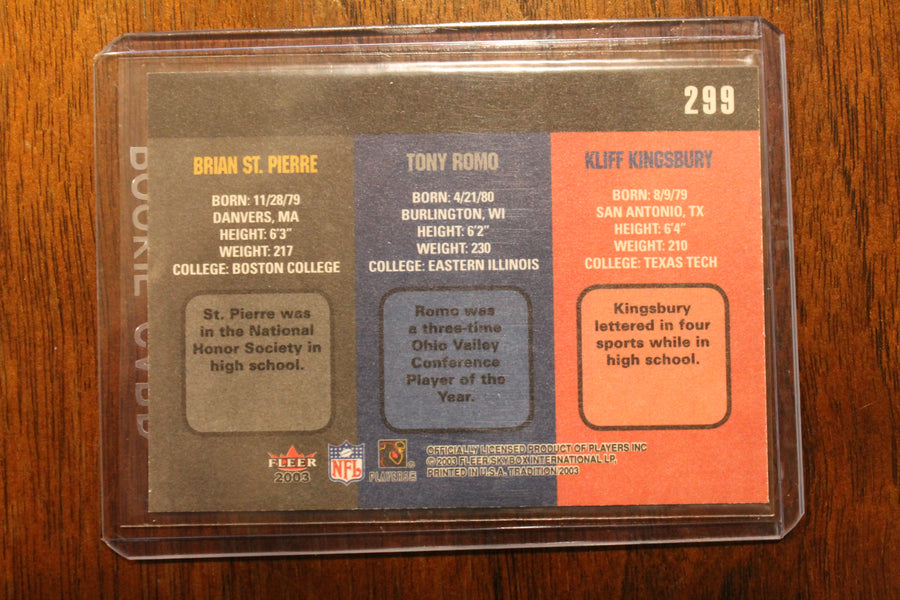 299
BRIAN ST. PIERRE
BORN: 11/28/79
DANVERS, MA
HEIGHT: 6'3"
WEIGHT: 217
COLLEGE: BOSTON COLLEGE
St. Pierre was
in the National
Honor Society in
high school.
TONY ROMO
BORN: 4/21/80
BURLINGTON, WI
HEIGHT: 6'2"
WEIGHT: 230
COLLEGE: EASTERN ILLINOIS
Romo was
a three-time
Ohio Valley
Conference
Player of the
Year.
KLIFF KINGSBURY
BORN: 8/9/79
SAN ANTONIO, TX
HEIGHT: 6'4"
WEIGHT: 210
COLLEGE: TEXAS TECH
Kingsbury
lettered in four
sports while in
high school.
FLEER
2003
NFL
PLAYERS INC
OFFICIALLY LICENSED PRODUCT OF PLAYERS INC
© 2003 FLEER/SKYBOX INTERNATIONAL LP.
PRINTED IN U.S.A. TRADITION 2003
ROOKIE CARD